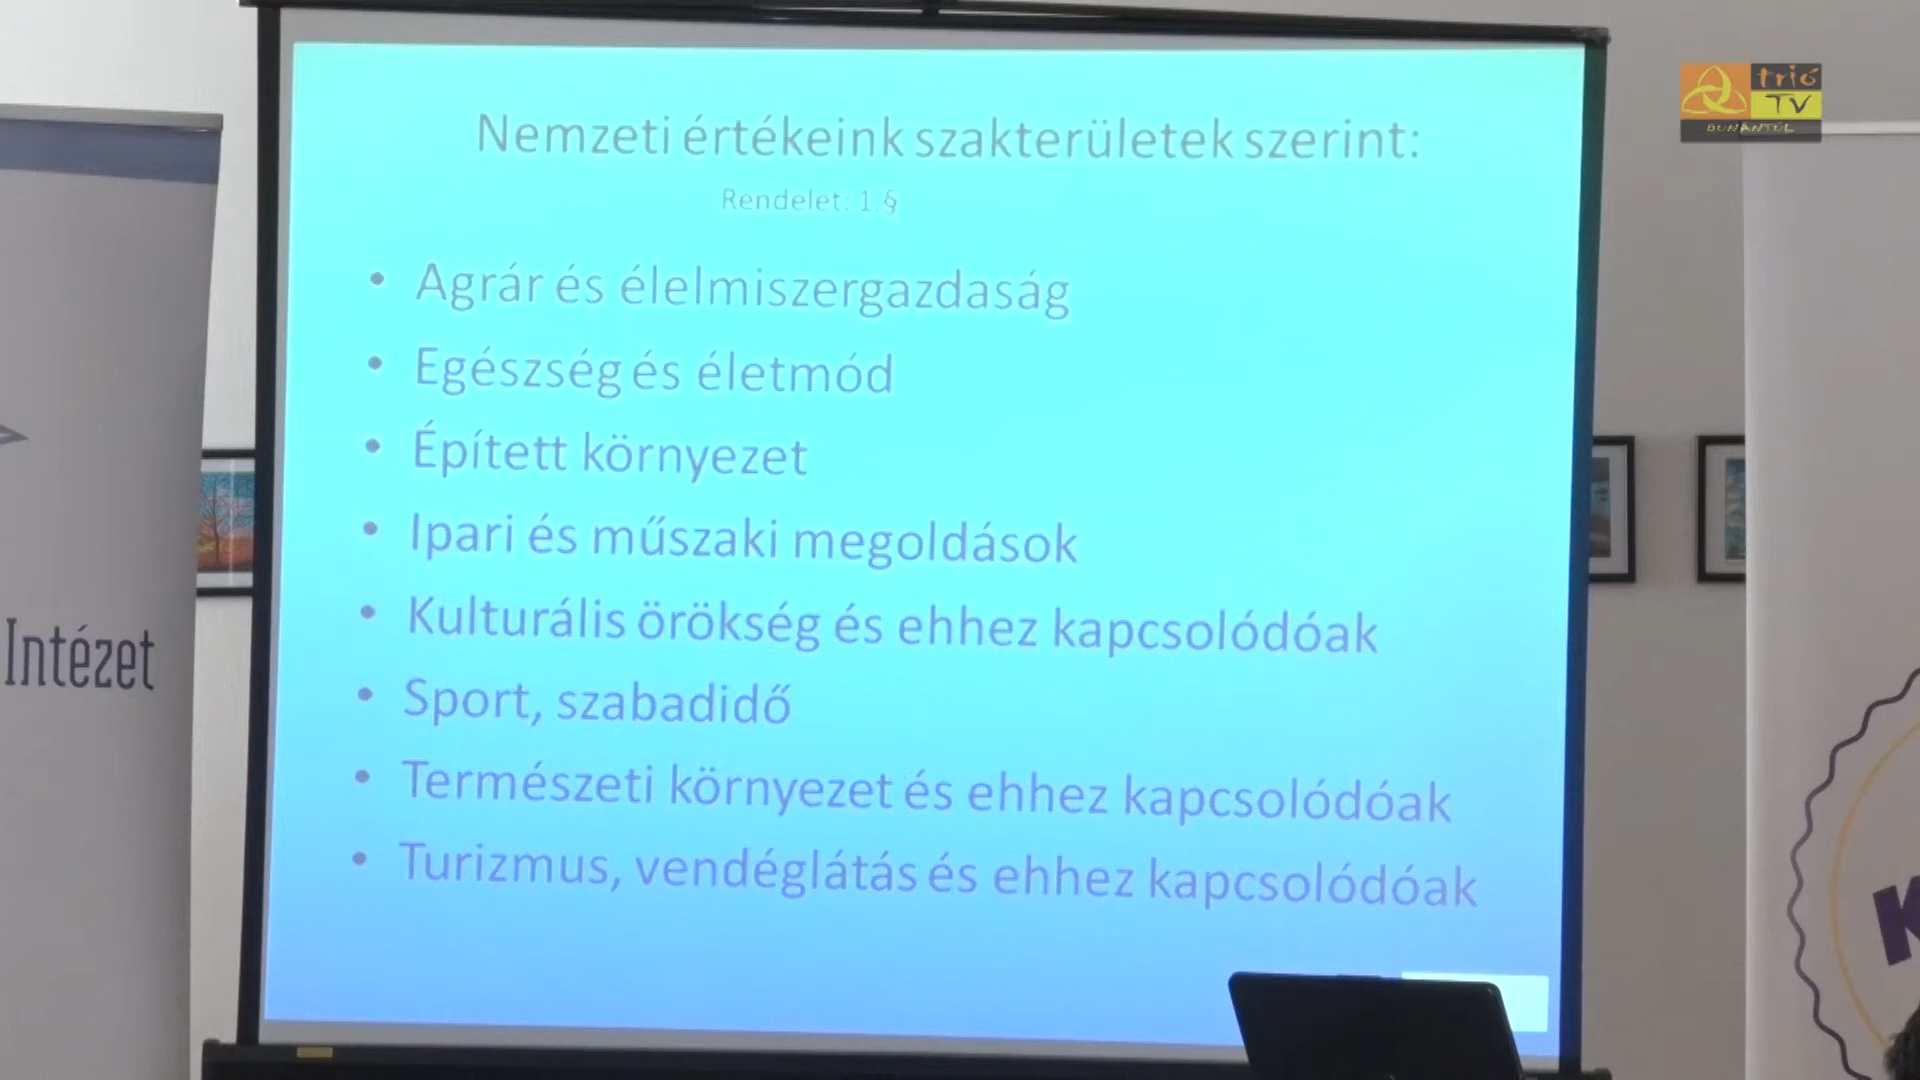 trió
TV
DUNÁNTÚL
Nemzeti értékeink szakterületek szerint:
Rendelet: 1.§
• Agrár és élelmiszergazdaság
• Egészség és életmód
• Épített környezet
• Ipari és műszaki megoldások
• Kulturális örökség és ehhez kapcsolódóak
• Sport, szabadidő
• Természeti környezet és ehhez kapcsolódóak
• Turizmus, vendéglátás és ehhez kapcsolódóak
Intézet
K